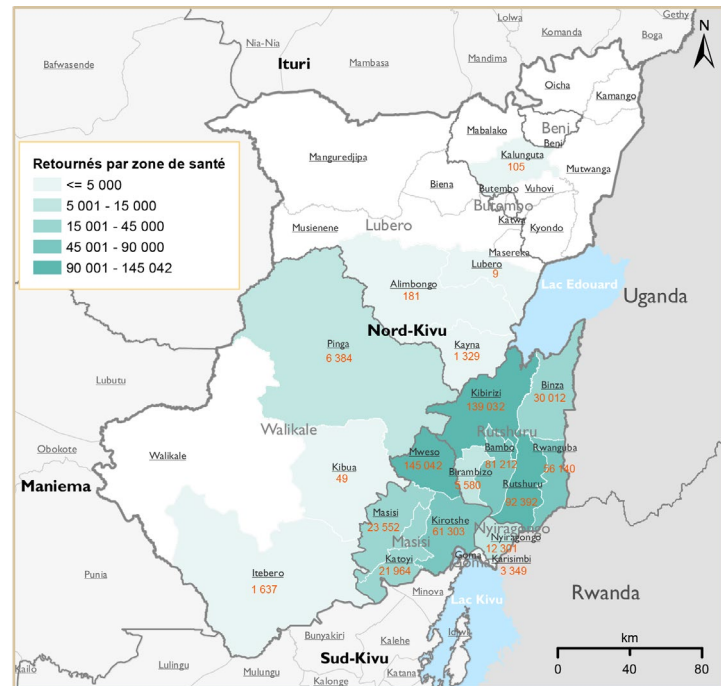 Gethy
Lolwa
Komanda
Boga
N
Nia-Nia
Bafwasende
Ituri
Mambasa
Mandima
Oicha
Kamango
Mabalako
Beni
Beni
Manguredjipa
Kalunguta
105
Mutwanga
Retournés par zone de santé
<= 5 000
5 001 - 15 000
15 001 - 45 000
45 001 - 90 000
90 001 - 145 042
Biena
Butembo
Vuhovi
Butembo
Katwa
Kyondo
Musienene
Lubero
Masereka
Lubero
9
Alimbongo
181
Lac Edouard
Uganda
Nord-Kivu
Pinga
6 384
Kayna
1 329
Lubutu
Kibirizi
139 032
Binza
30 012
Walikale
Rutshuru
Obokote
Walikale
Kibua
49
Mweso
145 042
Bambo
81 212
Rwanguba
Birambizo
5 580
Rutshuru
92 392
Maniema
Masisi
23 552
Kirotshe
61 303
Nyiragongo
Nyiragongo
12 301
Masisi
Katoyi
21 964
Goma
Goma
Karisimbi
3 349
Itebero
1 637
Punia
Minova
Lac Kivu
Rwanda
Bunyakiri
Kalehe
Idjwi
km
Sud-Kivu
Kailo
Lulingu
Mulungu
Kalonge
Katana
0
40
80